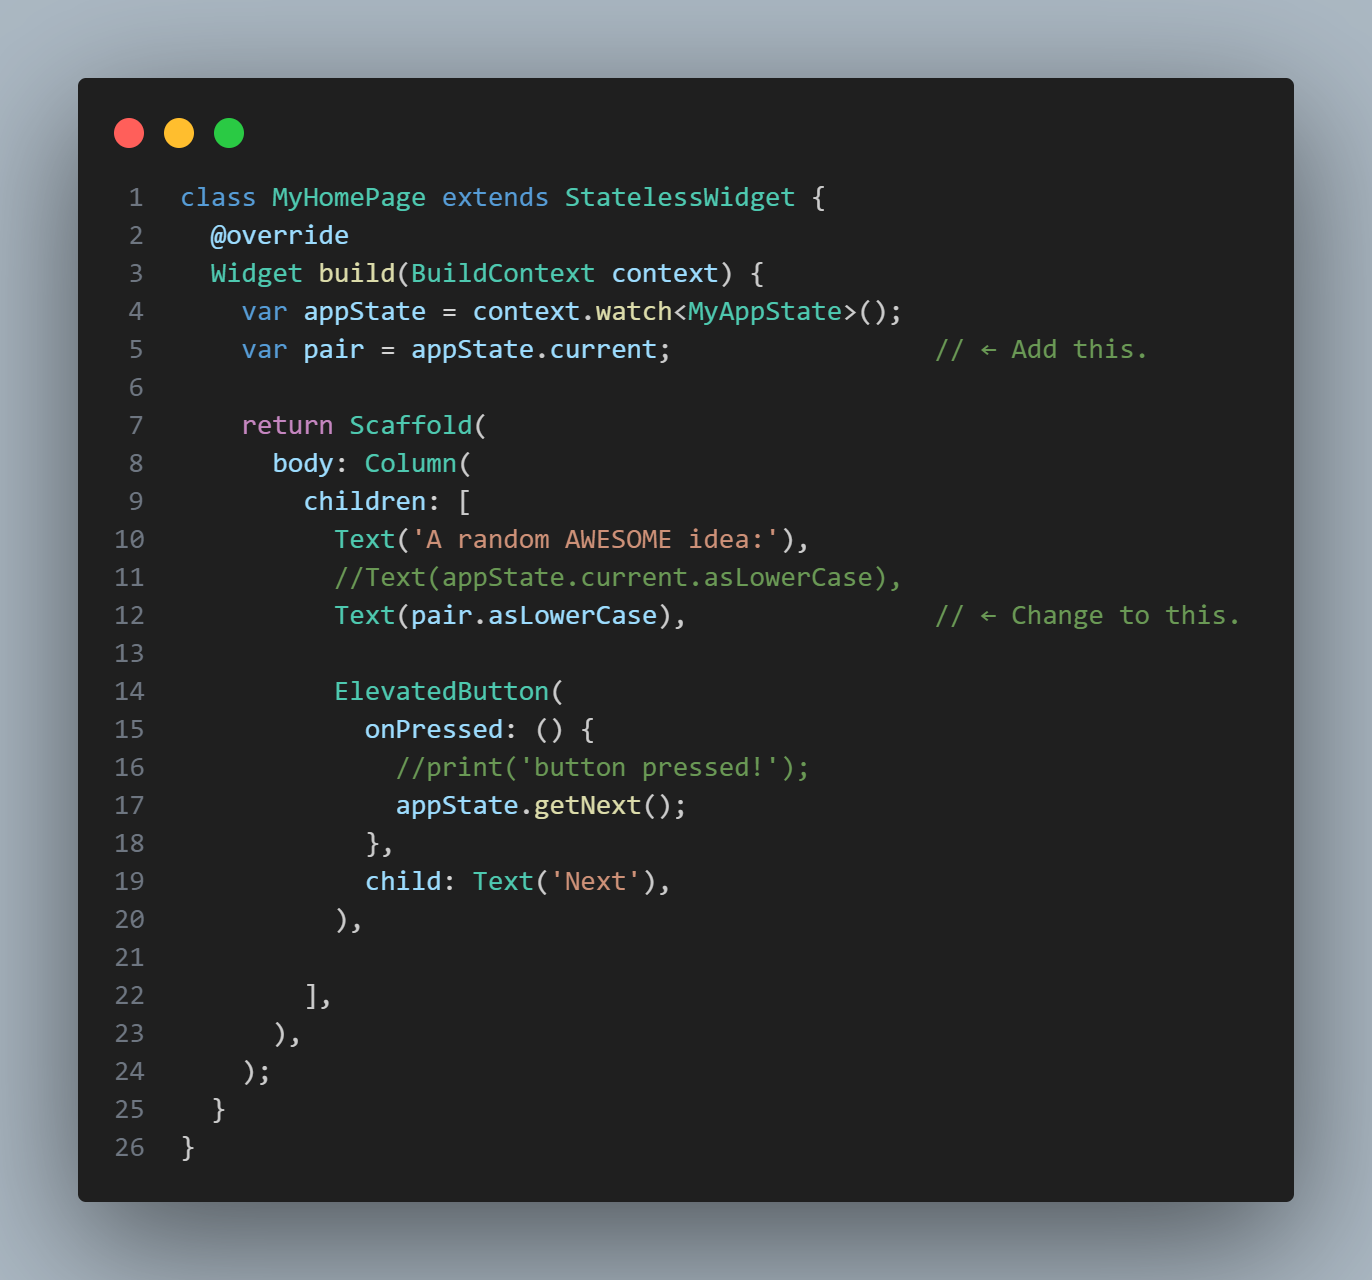 1 class MyHomePage extends StatelessWidget {
2   @override
3   Widget build(BuildContext context) {
4     var appState = context.watch<MyAppState>();
5     var pair = appState.current;                 // ← Add this.
6
7     return Scaffold(
8       body: Column(
9         children: [
10           Text('A random AWESOME idea:'),
11           //Text(appState.current.asLowerCase),
12           Text(pair.asLowerCase),                // ← Change to this.
13
14           ElevatedButton(
15             onPressed: () {
16               //print('button pressed!');
17               appState.getNext();
18             },
19             child: Text('Next'),
20           ),
21
22         ],
23       ),
24     );
25   }
26 }